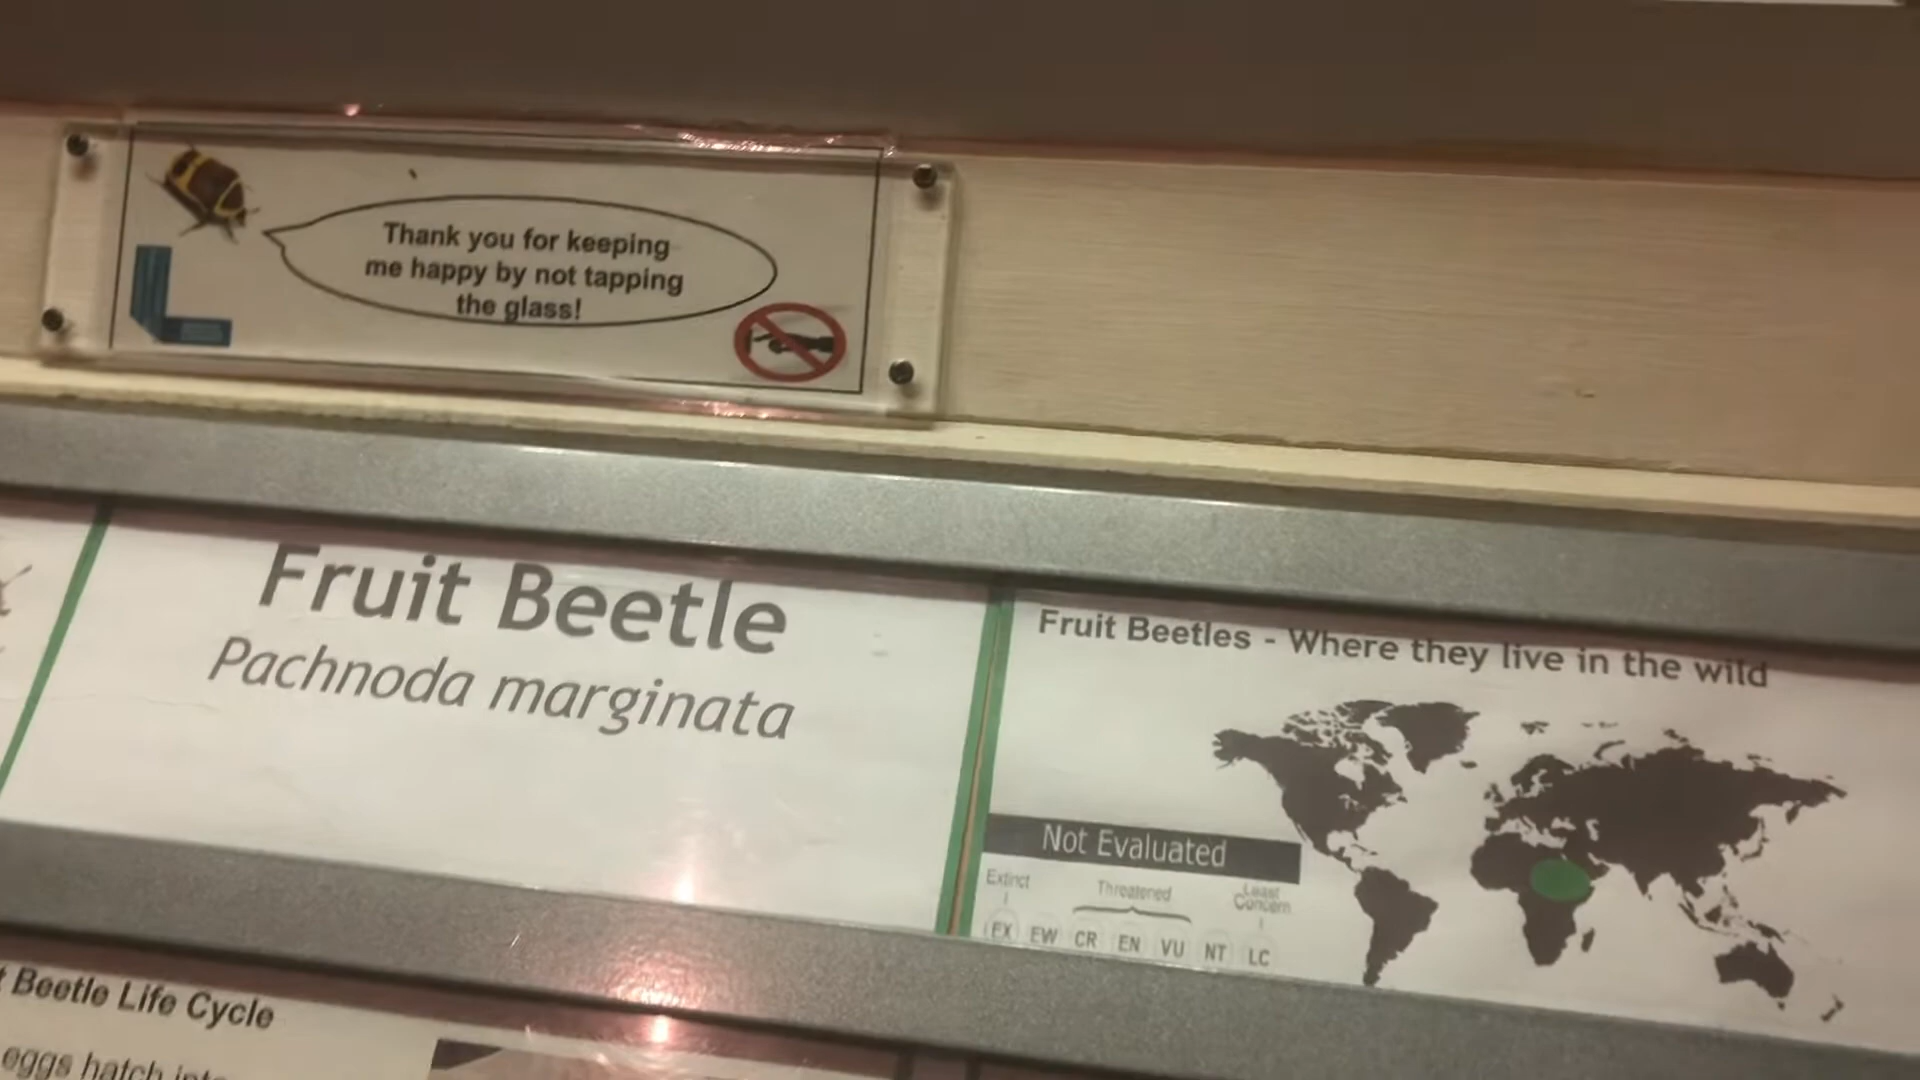 Thank you for keeping
me happy by not tapping
the glass!
Fruit Beetle
Pachnoda marginata
Fruit Beetles - Where they live in the wild
Not Evaluated
Extinct
Threatened
Least
Concern
EX EW CR EN VU NT LC
Beetle Life Cycle
eggs hatch into